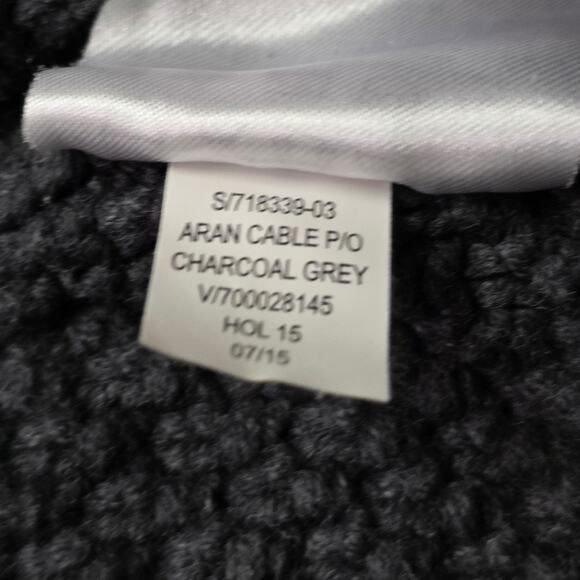 S/718339-03
ARAN CABLE P/O
CHARCOAL GREY
V/700028145
HOL 15
07/15